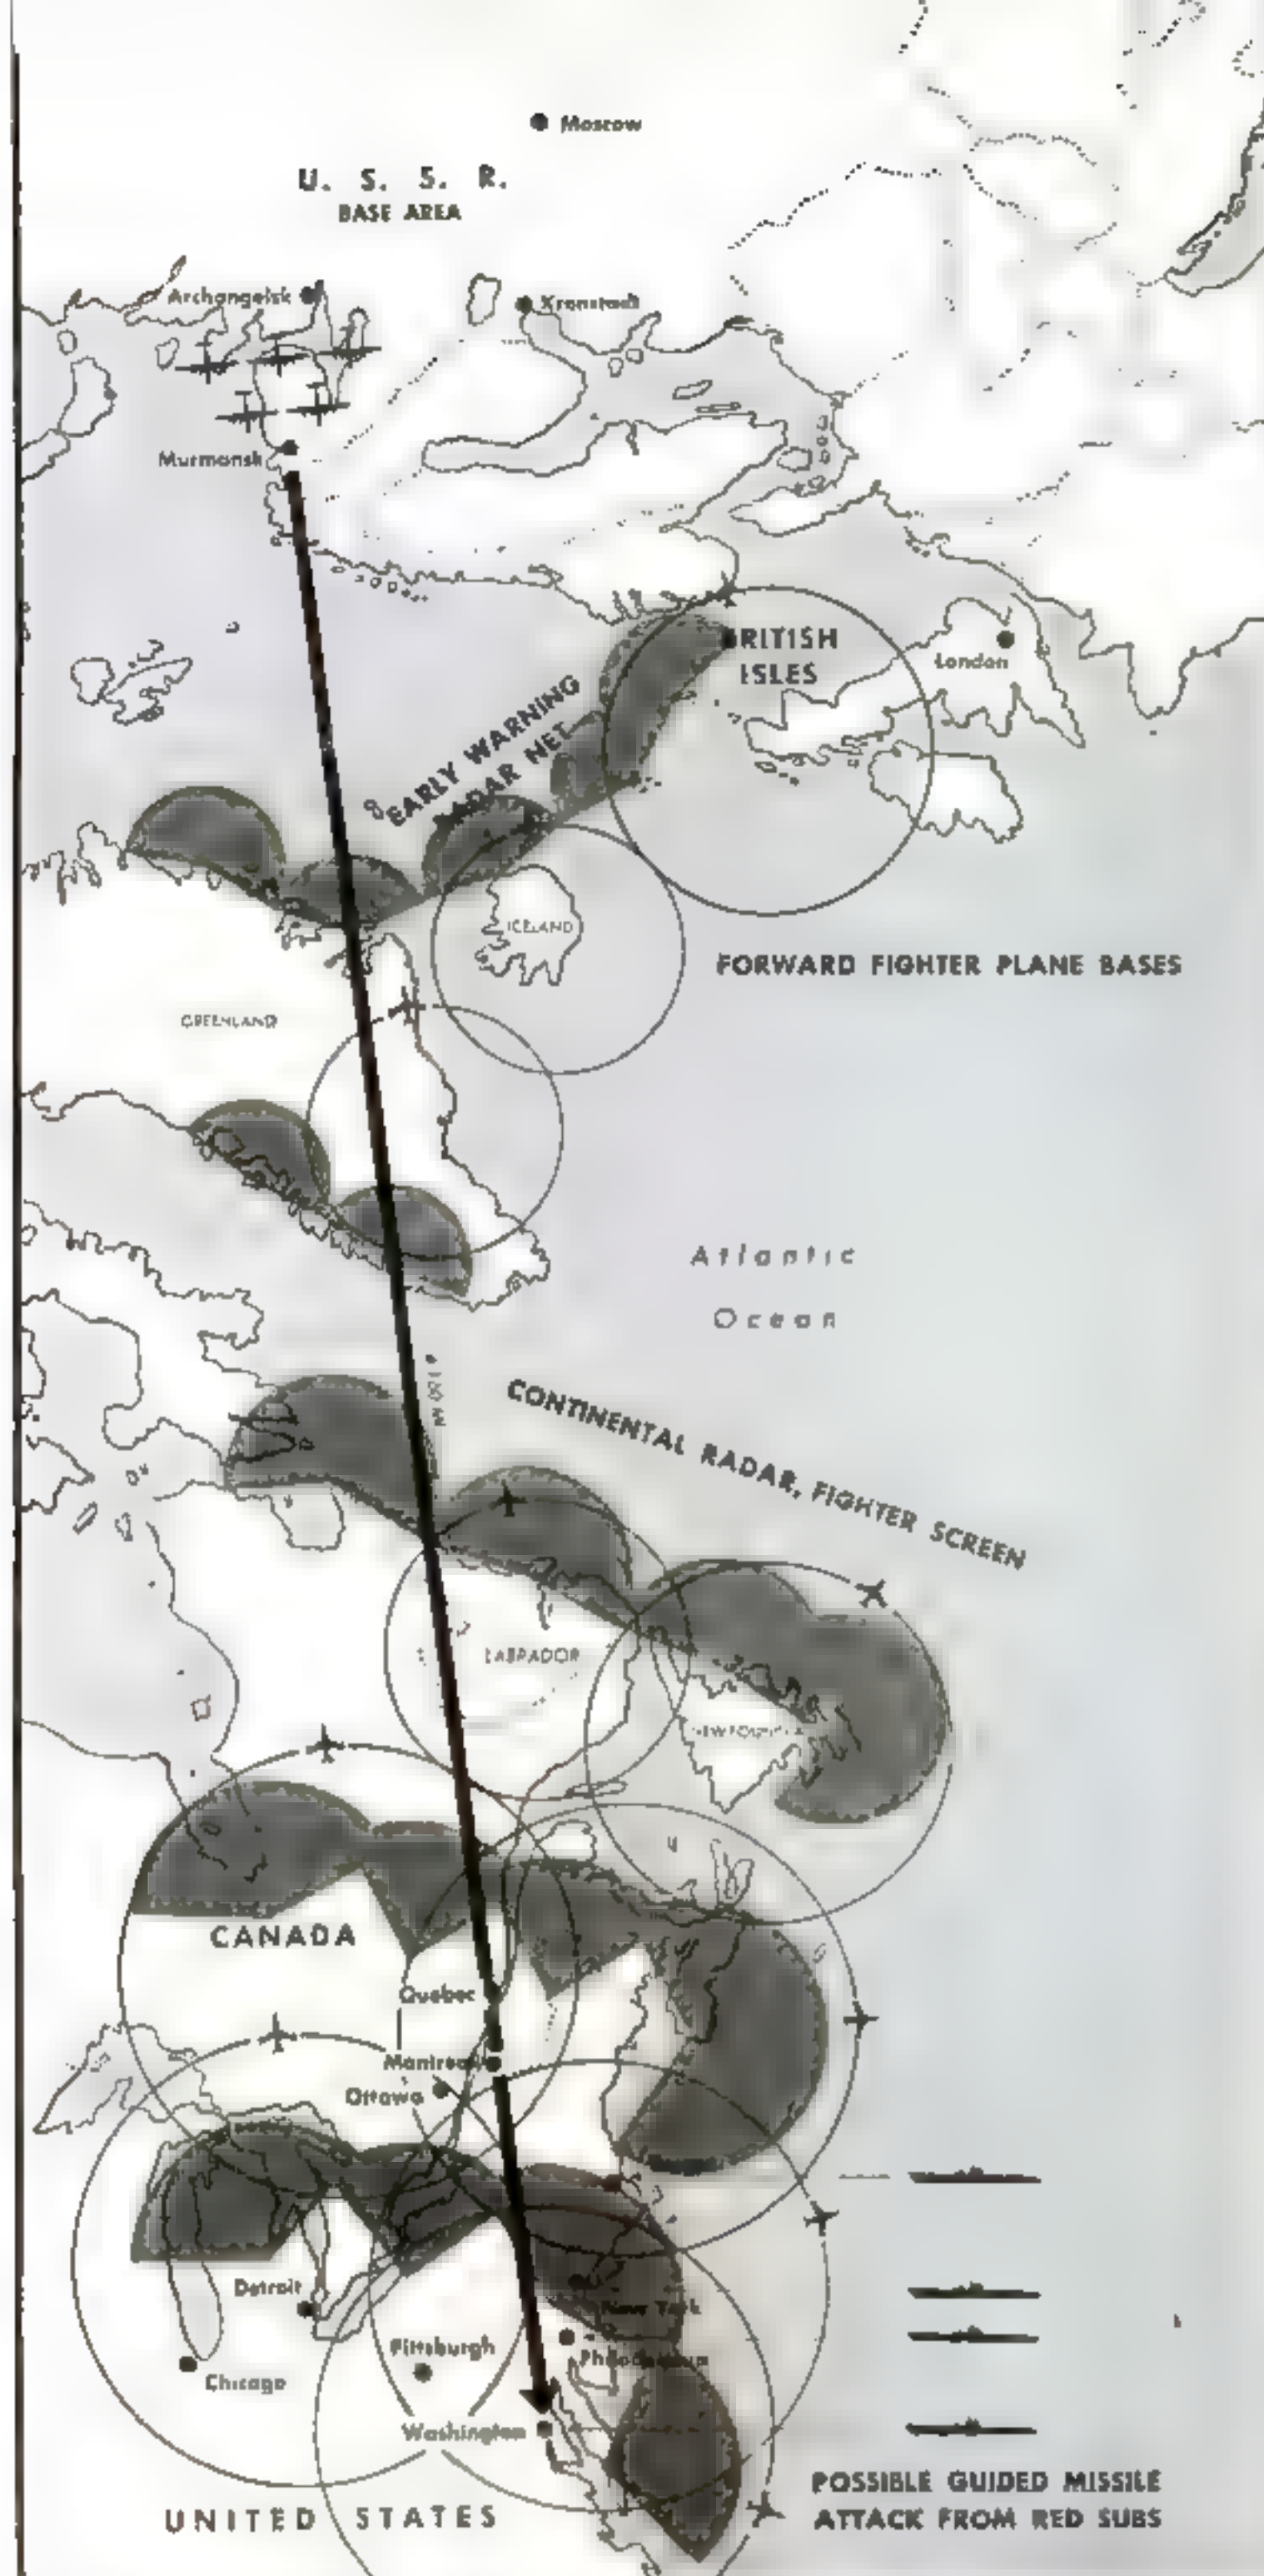 Moscow
U. S. S. R.
BASE AREA
Archangelsk
Kronstadt
Murmansk
BRITISH
ISLES
London
EARLY WARNING
RADAR NET
ICELAND
FORWARD FIGHTER PLANE BASES
GREENLAND
Atlantic
Ocean
CONTINENTAL RADAR, FIGHTER SCREEN
LABRADOR
CANADA
Quebec
Montreal
Ottawa
Detroit
New York
Pittsburgh
Philadelphia
Chicago
Washington
POSSIBLE GUIDED MISSILE
ATTACK FROM RED SUBS
UNITED STATES